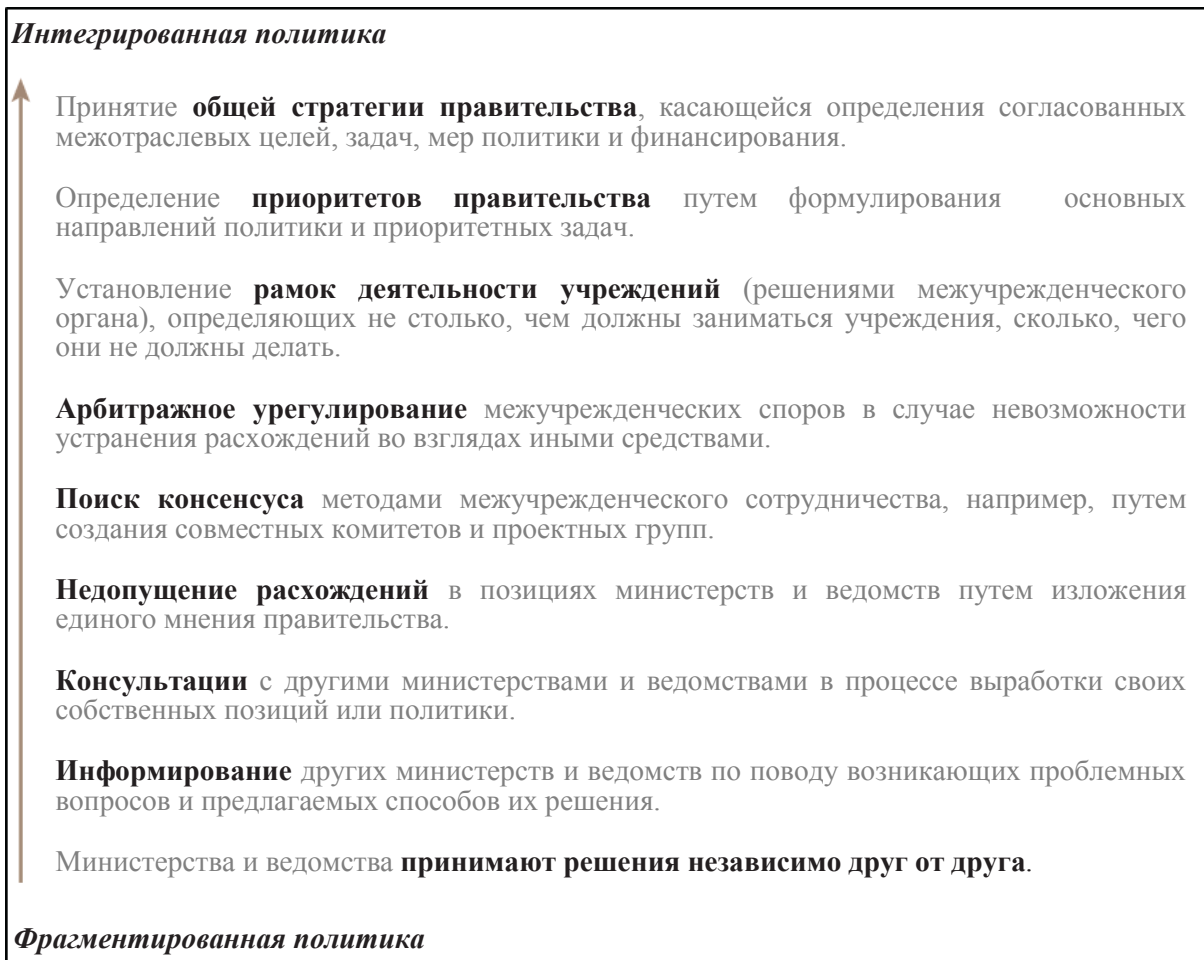 Интегрированная политика
Принятие общей стратегии правительства, касающейся определения согласованных
межотраслевых целей, задач, мер политики и финансирования.
Определение приоритетов правительства путем формулирования основных
направлений политики и приоритетных задач.
Установление рамок деятельности учреждений (решениями межучрежденческого
органа), определяющих не столько, чем должны заниматься учреждения, сколько, чего
они не должны делать.
Арбитражное урегулирование межучрежденческих споров в случае невозможности
устранения расхождений во взглядах иными средствами.
Поиск консенсуса методами межучрежденческого сотрудничества, например, путем
создания совместных комитетов и проектных групп.
Недопущение расхождений в позициях министерств и ведомств путем изложения
единого мнения правительства.
Консультации с другими министерствами и ведомствами в процессе выработки своих
собственных позиций или политики.
Информирование других министерств и ведомств по поводу возникающих проблемных
вопросов и предлагаемых способов их решения.
Министерства и ведомства принимают решения независимо друг от друга.
Фрагментированная политика